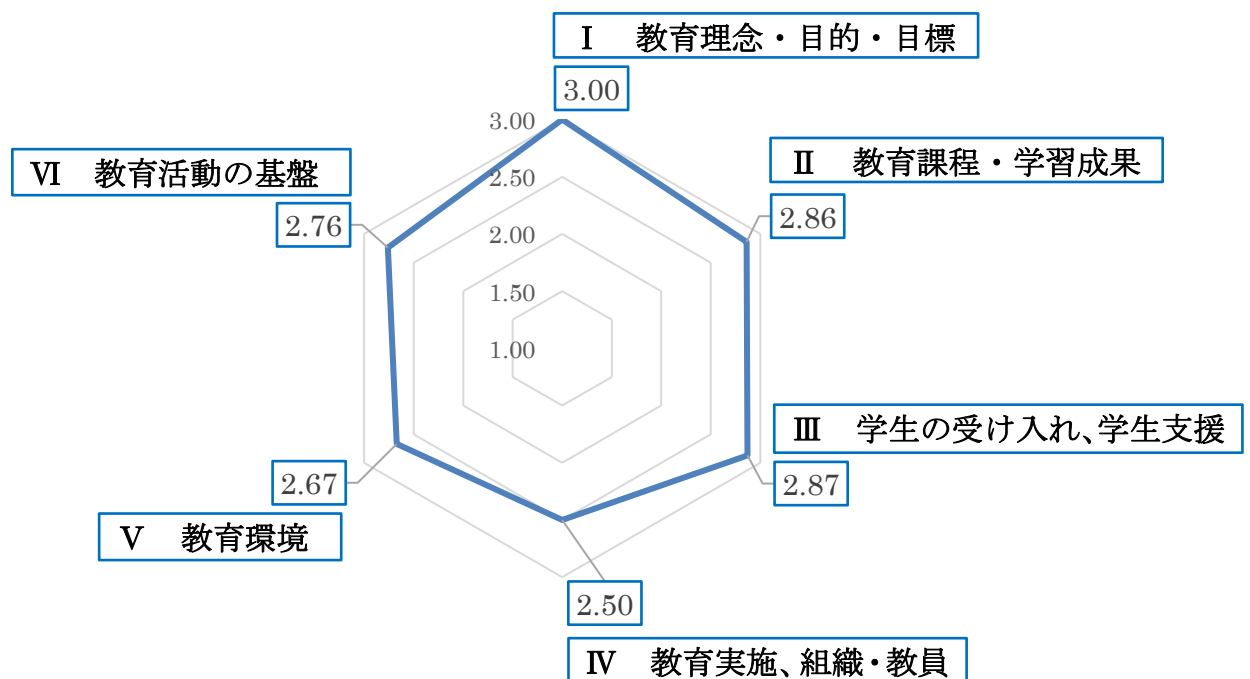 Ⅰ 教育理念・目的・目標
3.00
Ⅱ 教育課程・学習成果
2.86
Ⅲ 学生の受け入れ、学生支援
2.87
Ⅳ 教育実施、組織・教員
2.50
Ⅴ 教育環境
2.67
Ⅵ 教育活動の基盤
2.76
3.00
2.50
2.00
1.50
1.00